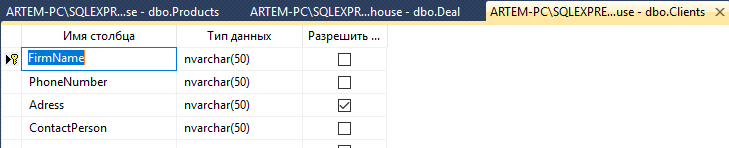 ARTEM-PC\SQLEXPR...se - dbo.Products ARTEM-PC\SQLEXPR...house - dbo.Deal ARTEM-PC\SQLEXPRE...use - dbo.Clients
Имя столбца Тип данных Разрешить ...
FirmName nvarchar(50)
PhoneNumber nvarchar(50)
Adress nvarchar(50)
ContactPerson nvarchar(50)